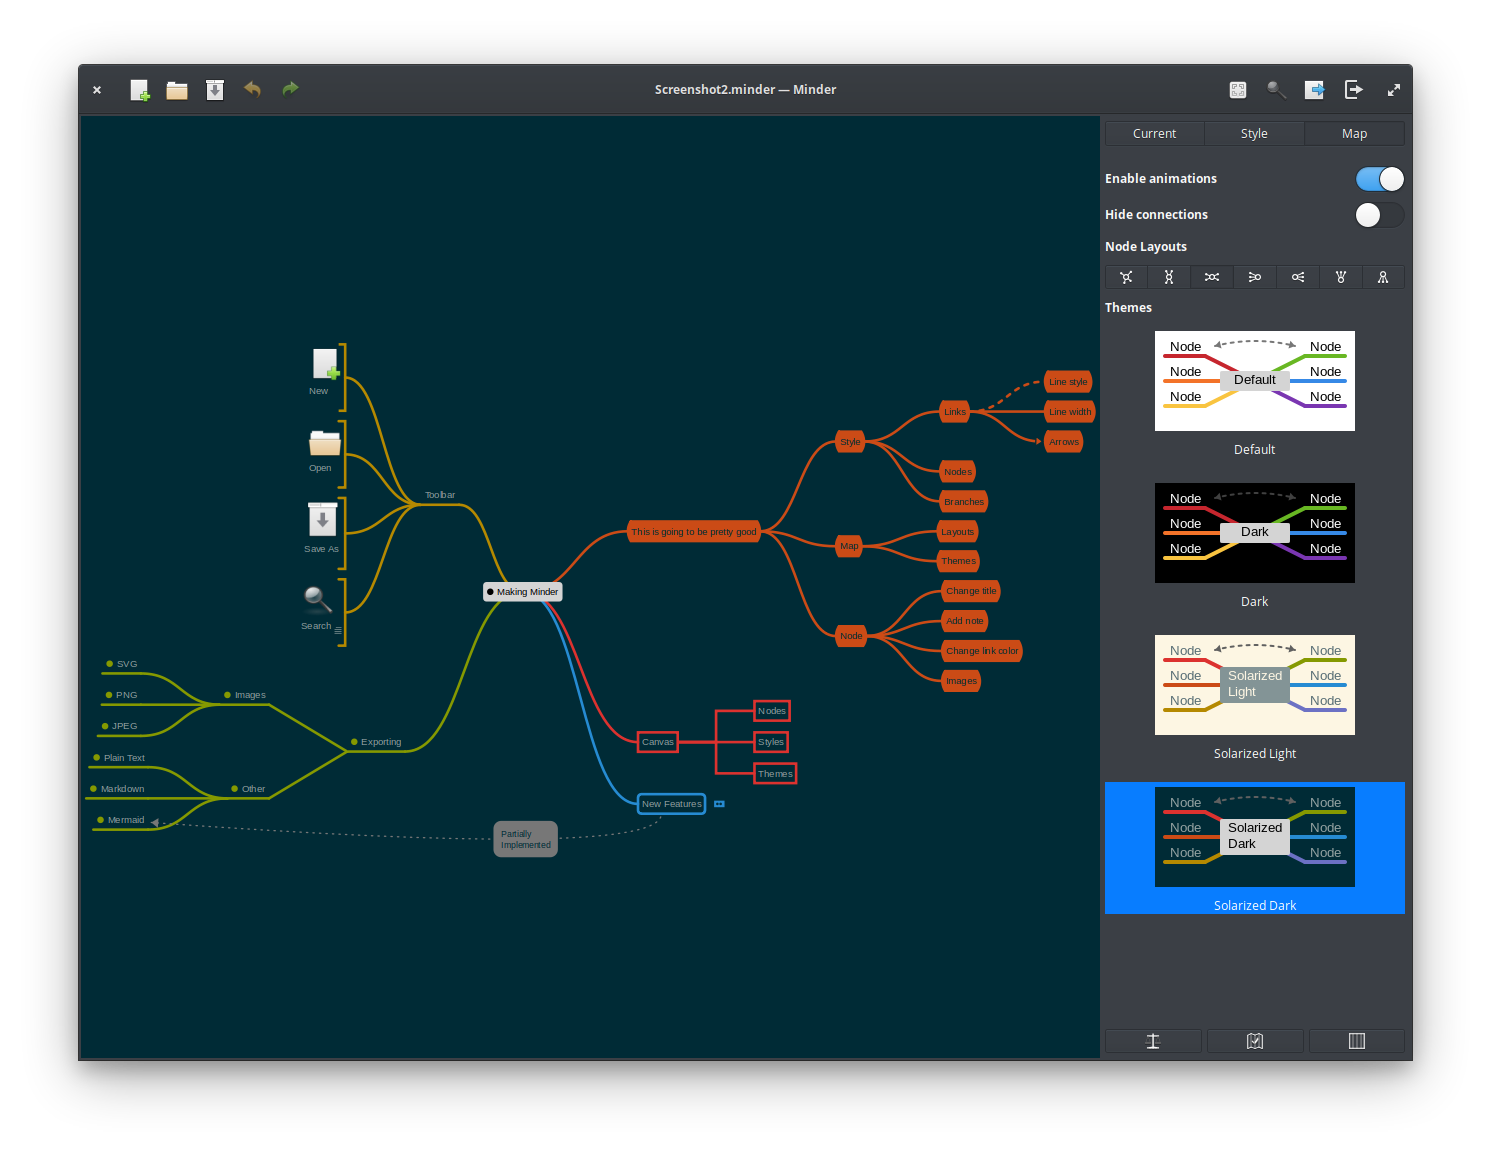 Screenshot2.minder — Minder
Current
Style
Map
Enable animations
Hide connections
Node Layouts
Themes
Node
Node
Node
Default
Node
Node
Node
Default
Node
Node
Node
Dark
Node
Node
Node
Dark
Node
Node
Node
Solarized
Light
Node
Node
Node
Solarized Light
Node
Node
Node
Solarized
Dark
Node
Node
Node
Solarized Dark
New
Open
Save As
Search
Toolbar
Making Minder
SVG
PNG
JPEG
Images
Plain Text
Markdown
Mermaid
Other
Exporting
This is going to be pretty good
Style
Links
Line style
Line width
Arrows
Nodes
Branches
Map
Layouts
Themes
Node
Change title
Add note
Change link color
Images
Canvas
Nodes
Styles
Themes
New Features
Partially
Implemented